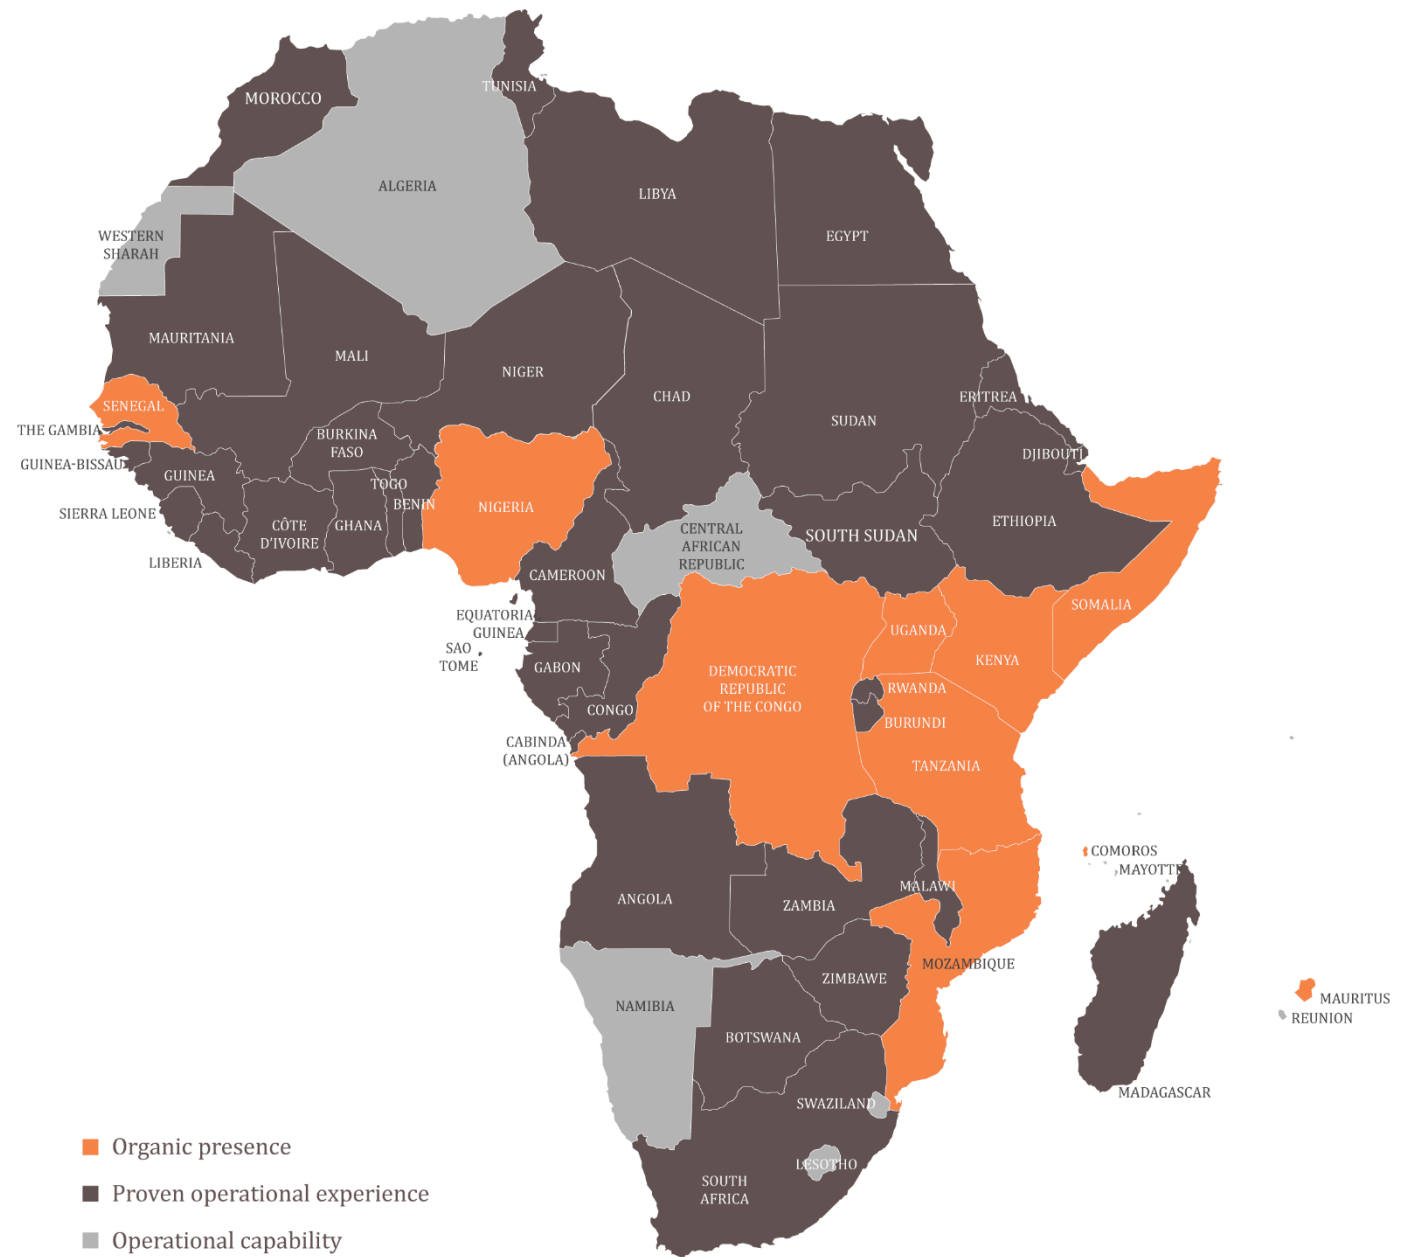 TUNISIA
MOROCCO
ALGERIA
LIBYA
EGYPT
WESTERN
SHARAH
MAURITANIA
MALI
NIGER
CHAD
SUDAN
ERITREA
SENEGAL
THE GAMBIA
GUINEA-BISSAU
GUINEA
BURKINA
FASO
TOGO
BENIN
NIGERIA
DJIBOUTI
SIERRA LEONE
CÔTE
D'IVOIRE
GHANA
LIBERIA
CENTRAL
AFRICAN
REPUBLIC
SOUTH SUDAN
ETHIOPIA
CAMEROON
SOMALIA
EQUATORIA
GUINEA
SAO
TOME
GABON
CONGO
UGANDA
KENYA
DEMOCRATIC
REPUBLIC
OF THE CONGO
RWANDA
BURUNDI
CABINDA
(ANGOLA)
TANZANIA
COMOROS
MAYOTTE
ANGOLA
ZAMBIA
MALAWI
MOZAMBIQUE
ZIMBAWE
NAMIBIA
BOTSWANA
MAURITUS
REUNION
MADAGASCAR
SWAZILAND
LESOTHO
SOUTH
AFRICA
Organic presence
Proven operational experience
Operational capability